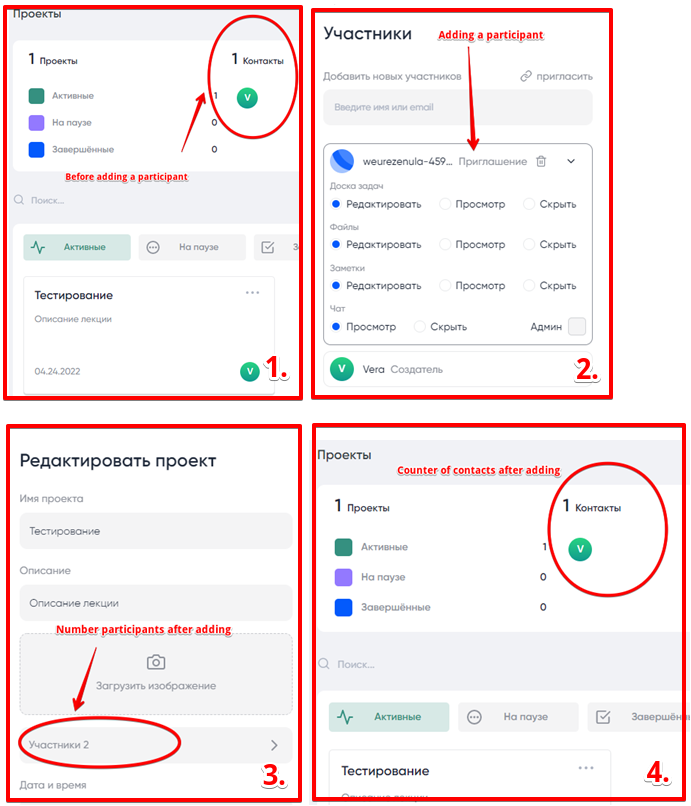 Проекты
1 Проекты
1 Контакты
Активные 1
V
На паузе 0
Завершённые 0
Before adding a participant
Поиск...
Активные
На паузе
З
Тестирование
Описание лекции
04.24.2022
V
1.
Участники
Adding a participant
Добавить новых участников
пригласить
Введите имя или email
weurezenula-459... Приглашение
Доска задач
Редактировать Просмотр Скрыть
Файлы
Редактировать Просмотр Скрыть
Заметки
Редактировать Просмотр Скрыть
Чат
Просмотр Скрыть Админ
V Vera Создатель
2.
Редактировать проект
Имя проекта
Тестирование
Описание
Описание лекции
Number participants after adding
Загрузить изображение
Участники 2
Дата и время
3.
Проекты
Counter of contacts after adding
1 Проекты
1 Контакты
Активные 1
V
На паузе 0
Завершённые 0
Поиск...
Активные
На паузе
Завершённы
Тестирование
4.